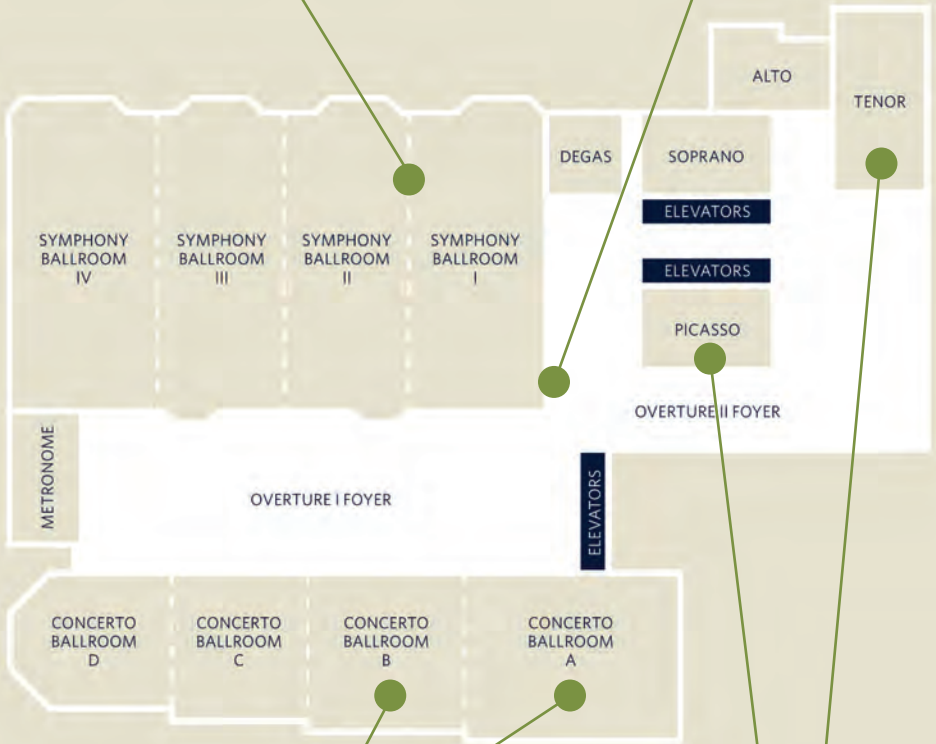 ALTO
TENOR
DEGAS
SOPRANO
ELEVATORS
SYMPHONY
BALLROOM
IV
SYMPHONY
BALLROOM
III
SYMPHONY
BALLROOM
II
SYMPHONY
BALLROOM
I
ELEVATORS
PICASSO
OVERTURE II FOYER
METRONOME
OVERTURE I FOYER
ELEVATORS
CONCERTO
BALLROOM
D
CONCERTO
BALLROOM
C
CONCERTO
BALLROOM
B
CONCERTO
BALLROOM
A